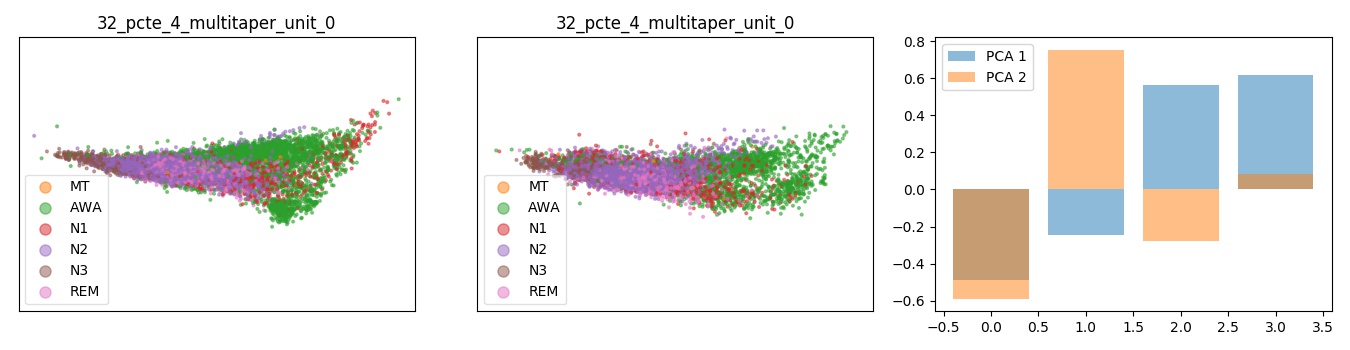 32_pcte_4_multitaper_unit_0
MT
AWA
N1
N2
N3
REM
32_pcte_4_multitaper_unit_0
MT
AWA
N1
N2
N3
REM
PCA 1
PCA 2
0.8
0.6
0.4
0.2
0.0
−0.2
−0.4
−0.6
−0.5 0.0 0.5 1.0 1.5 2.0 2.5 3.0 3.5